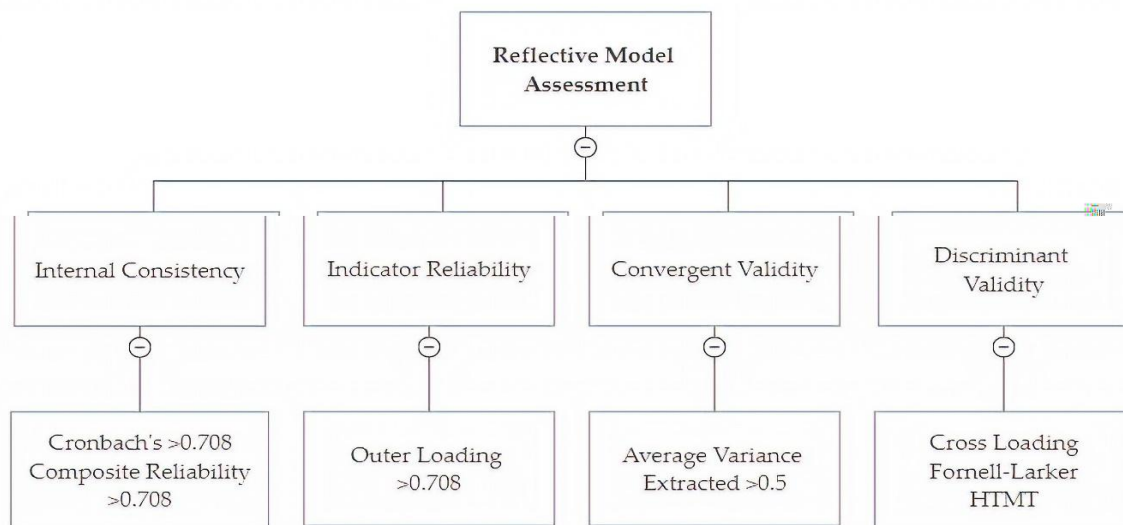 Reflective Model
Assessment
Internal Consistency
Indicator Reliability
Convergent Validity
Discriminant
Validity
Cronbach's >0.708
Composite Reliability
>0.708
Outer Loading
>0.708
Average Variance
Extracted >0.5
Cross Loading
Fornell-Larker
HTMT